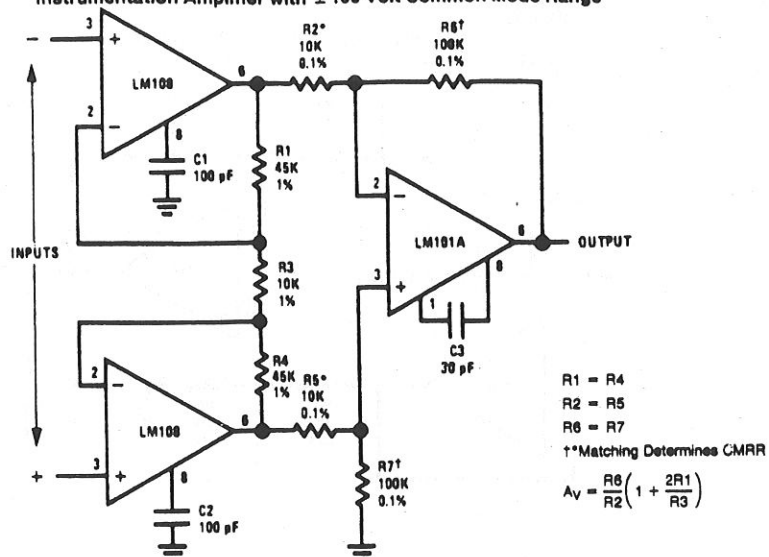 Instrumentation Amplifier with ± 100 Volt Common Mode Range
R2*
10K
0.1%
R6†
100K
0.1%
−
3
+
LM108
6
2
−
8
C1
100 pF
R1
45K
1%
INPUTS
R3
10K
1%
2
−
LM101A
6
OUTPUT
3
+
1
8
C3
30 pF
R4
45K
1%
R5*
10K
0.1%
2
−
LM108
6
+
3
+
8
C2
100 pF
R7†
100K
0.1%
R1 = R4
R2 = R5
R6 = R7
†*Matching Determines CMRR
AV = R6/R2 (1 + 2R1/R3)